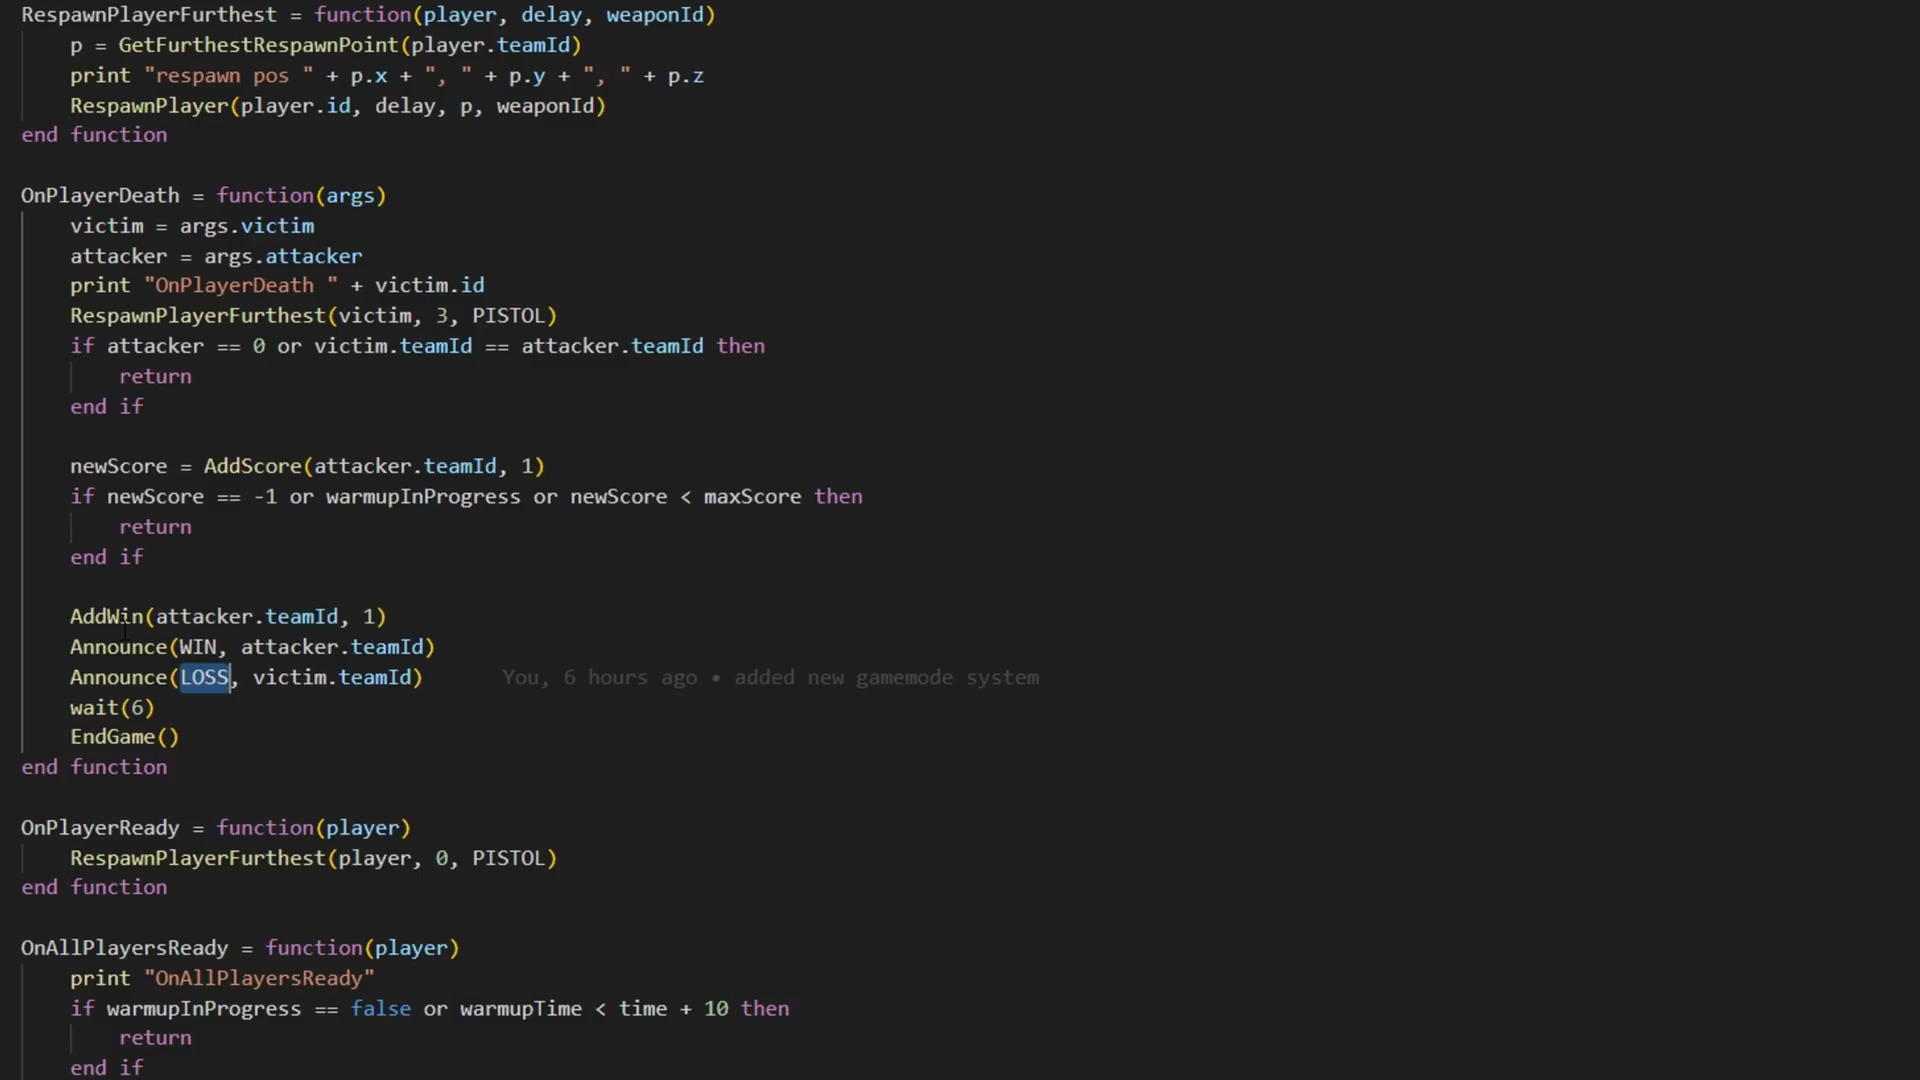 RespawnPlayerFurthest = function(player, delay, weaponId)
    p = GetFurthestRespawnPoint(player.teamId)
    print "respawn pos " + p.x + ", " + p.y + ", " + p.z
    RespawnPlayer(player.id, delay, p, weaponId)
end function

OnPlayerDeath = function(args)
    victim = args.victim
    attacker = args.attacker
    print "OnPlayerDeath " + victim.id
    RespawnPlayerFurthest(victim, 3, PISTOL)
    if attacker == 0 or victim.teamId == attacker.teamId then
        return
    end if

    newScore = AddScore(attacker.teamId, 1)
    if newScore == -1 or warmupInProgress or newScore < maxScore then
        return
    end if

    AddWin(attacker.teamId, 1)
    Announce(WIN, attacker.teamId)
    Announce(LOSS, victim.teamId)      You, 6 hours ago • added new gamemode system
    wait(6)
    EndGame()
end function

OnPlayerReady = function(player)
    RespawnPlayerFurthest(player, 0, PISTOL)
end function

OnAllPlayersReady = function(player)
    print "OnAllPlayersReady"
    if warmupInProgress == false or warmupTime < time + 10 then
        return
    end if